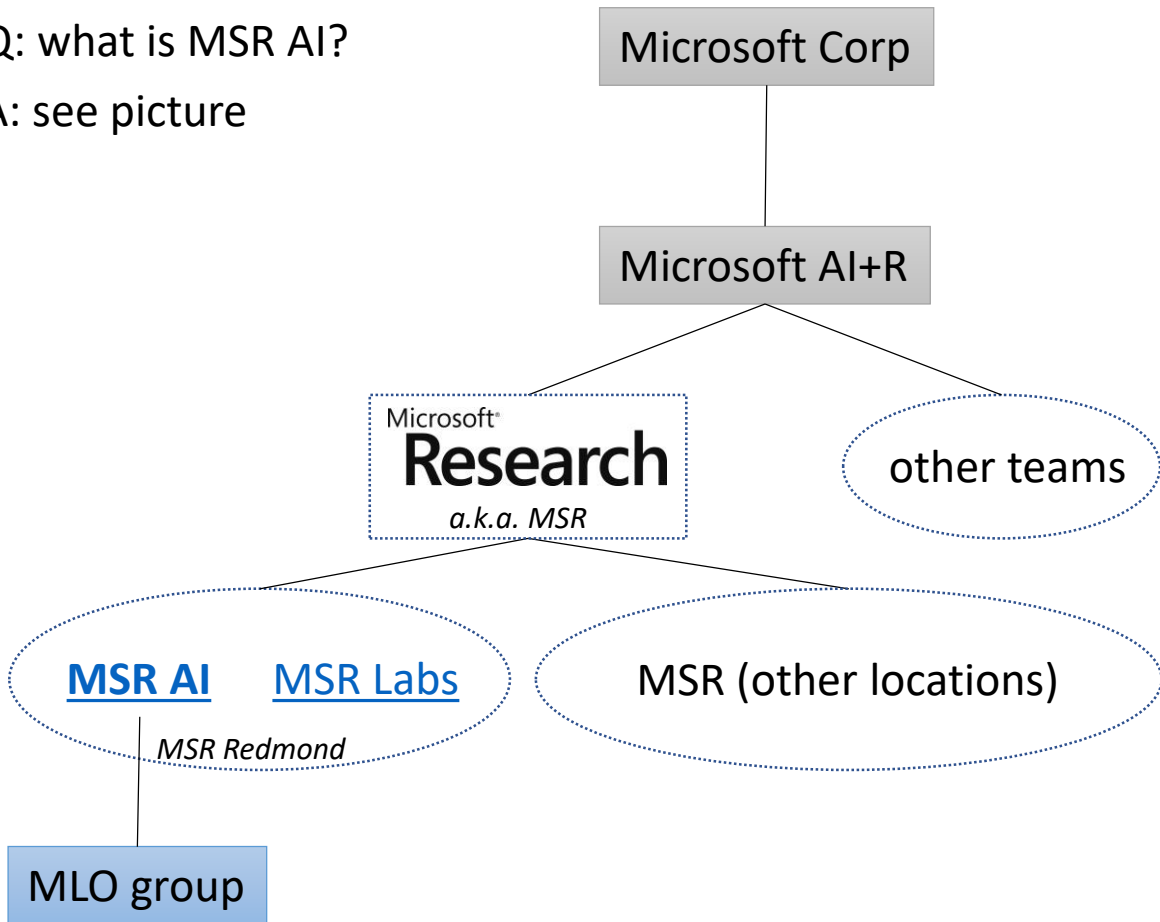 Q: what is MSR AI?
A: see picture
Microsoft Corp
Microsoft AI+R
Microsoft®
Research
a.k.a. MSR
other teams
MSR AI MSR Labs
MSR Redmond
MSR (other locations)
MLO group